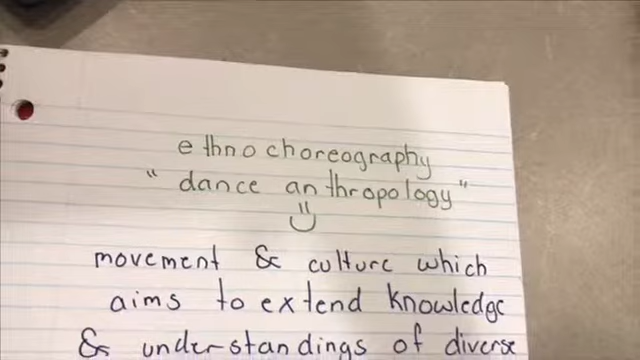 ethnochoreography
"dance anthropology"
movement & culture which
aims to extend knowledge
& understandings of diverse